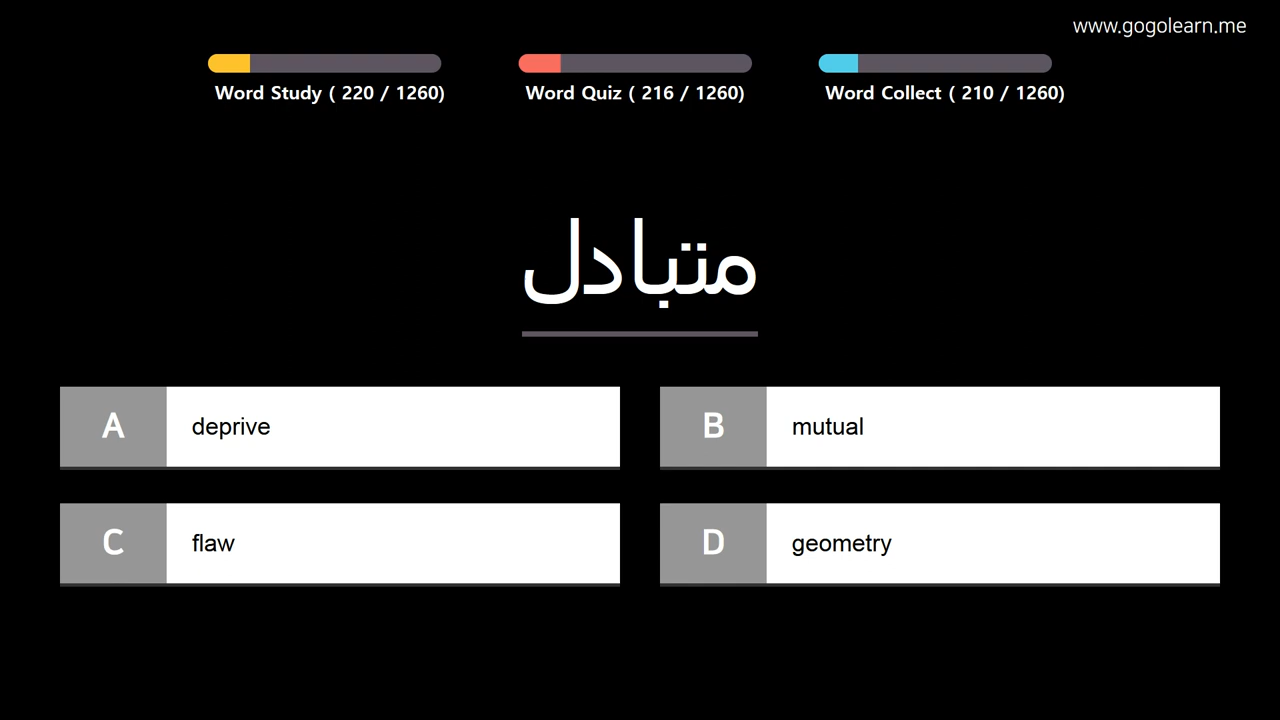 www.gogolearn.me
Word Study ( 220 / 1260)
Word Quiz ( 216 / 1260)
Word Collect ( 210 / 1260)
متبادل
A deprive
B mutual
C flaw
D geometry